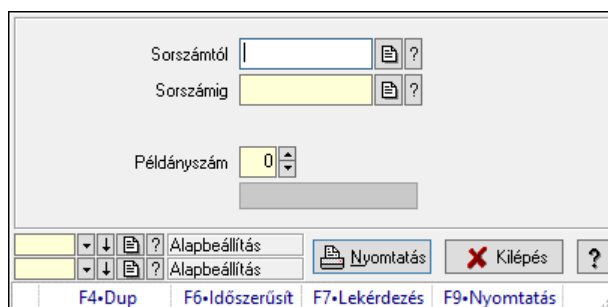 Sorszámtól ?
Sorszámig ?
Példányszám 0
? Alapbeállítás
? Alapbeállítás
Nyomtatás Kilépés ?
F4•Dup F6•Időszerűsít F7•Lekérdezés F9•Nyomtatás